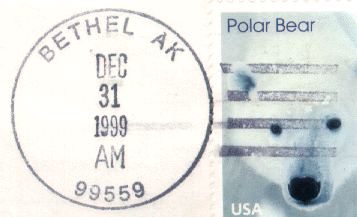 BETHEL AK
DEC
31
1999
AM
99559
Polar Bear
USA